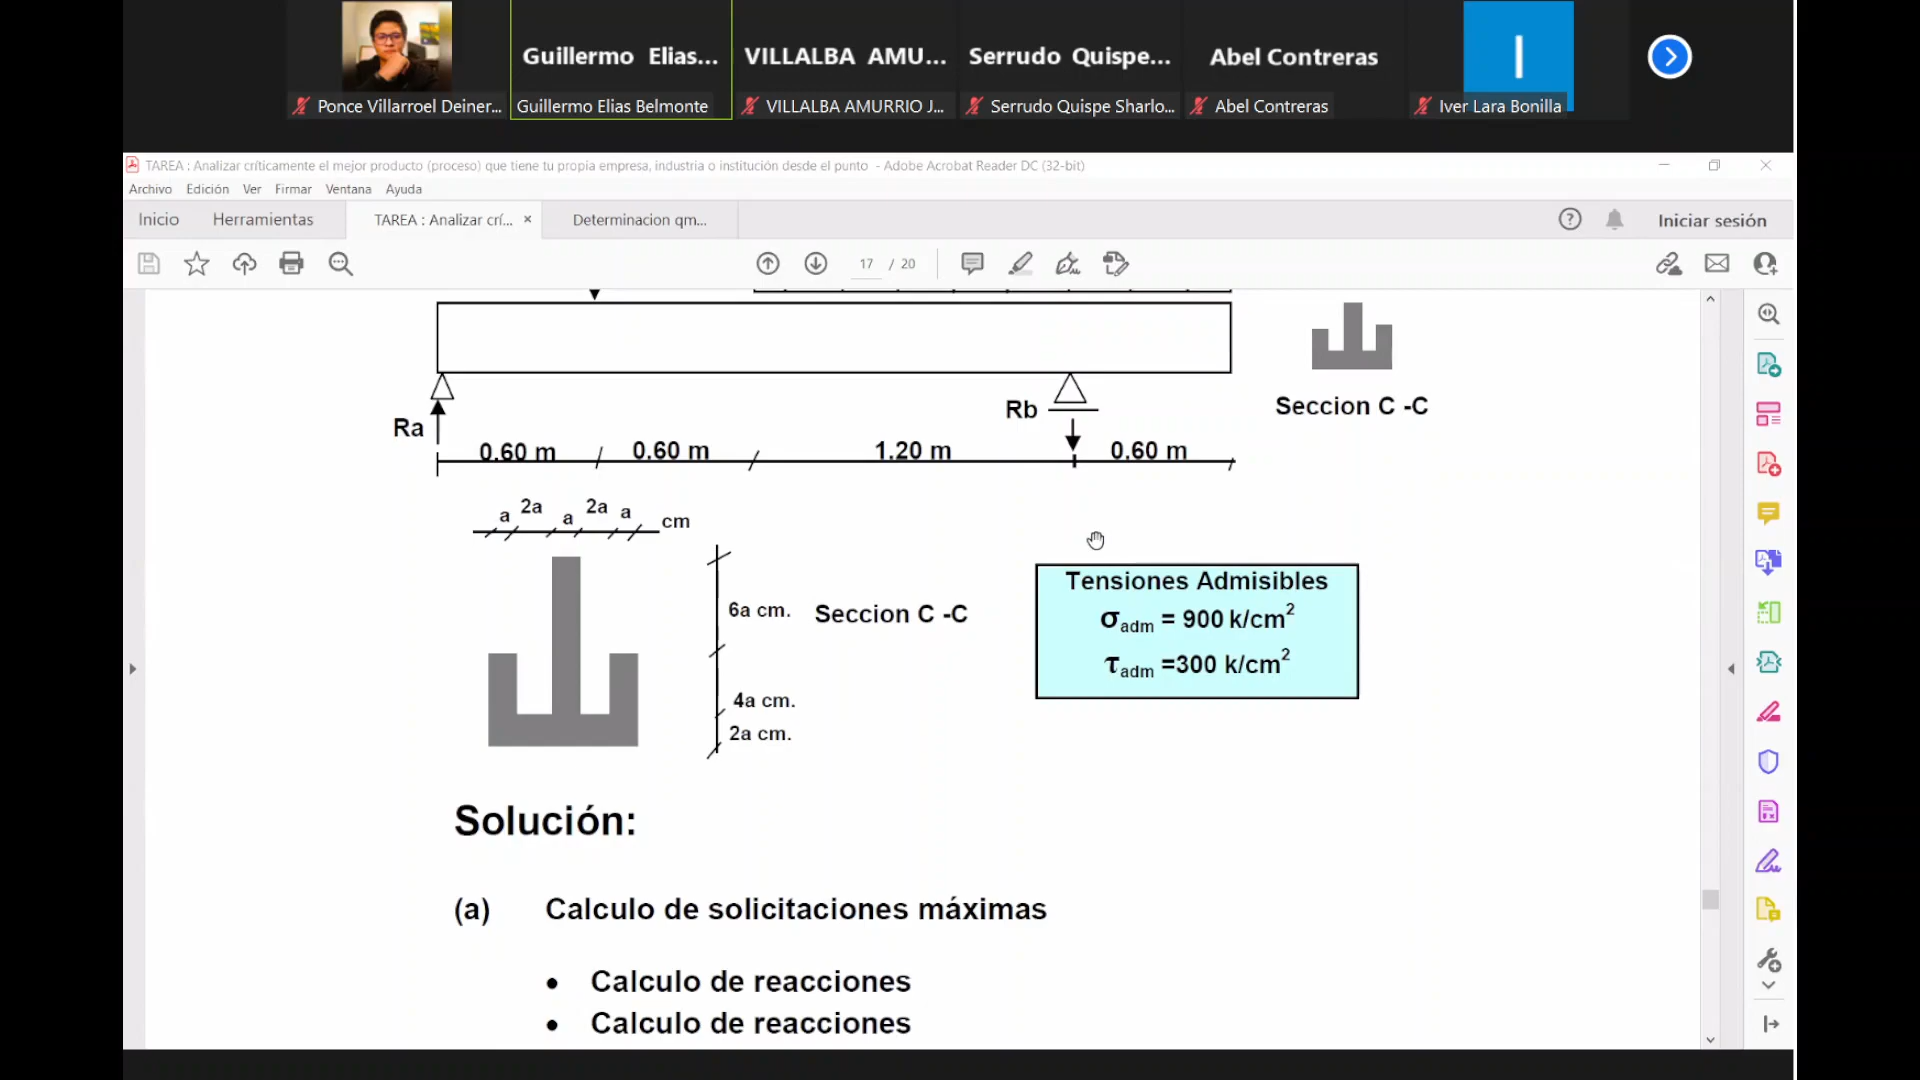 Guillermo Elias...
VILLALBA AMU...
Serrudo Quispe...
Abel Contreras
I
Ponce Villarroel Deiner...
Guillermo Elias Belmonte
VILLALBA AMURRIO J...
Serrudo Quispe Sharlo...
Abel Contreras
Iver Lara Bonilla
TAREA : Analizar críticamente el mejor producto (proceso) que tiene tu propia empresa, industria o institución desde el punto - Adobe Acrobat Reader DC (32-bit)
Archivo Edición Ver Firmar Ventana Ayuda
Inicio Herramientas TAREA : Analizar crí... × Determinacion qm... Iniciar sesión
17 / 20
Seccion C -C
Rb
Ra
0.60 m 0.60 m 1.20 m 0.60 m
a 2a a 2a a cm
6a cm.
4a cm.
2a cm.
Seccion C -C
Tensiones Admisibles
σadm = 900 k/cm2
τadm =300 k/cm2
Solución:
(a) Calculo de solicitaciones máximas
• Calculo de reacciones
• Calculo de reacciones